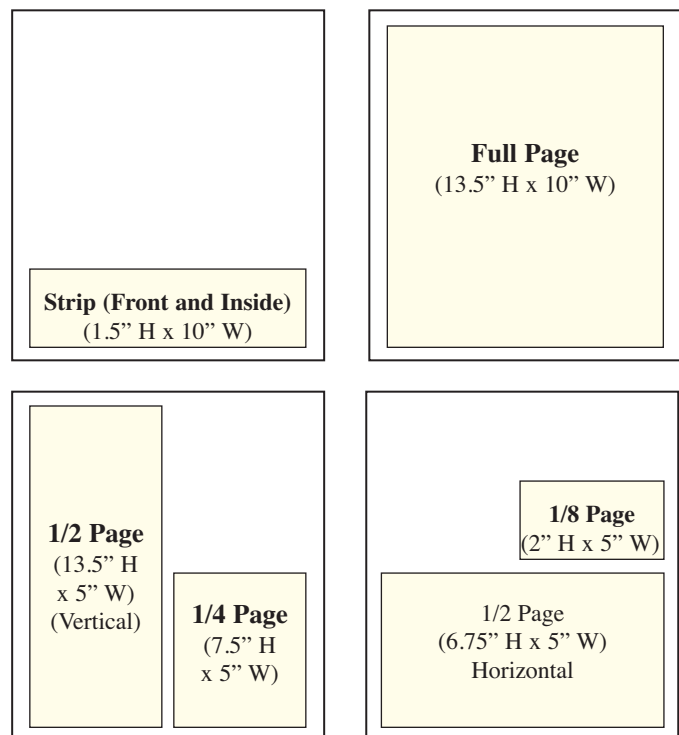 Strip (Front and Inside)
(1.5” H x 10” W)
Full Page
(13.5” H x 10” W)
1/2 Page
(13.5” H
x 5” W)
(Vertical)
1/4 Page
(7.5” H
x 5” W)
1/8 Page
(2” H x 5” W)
1/2 Page
(6.75” H x 5” W)
Horizontal